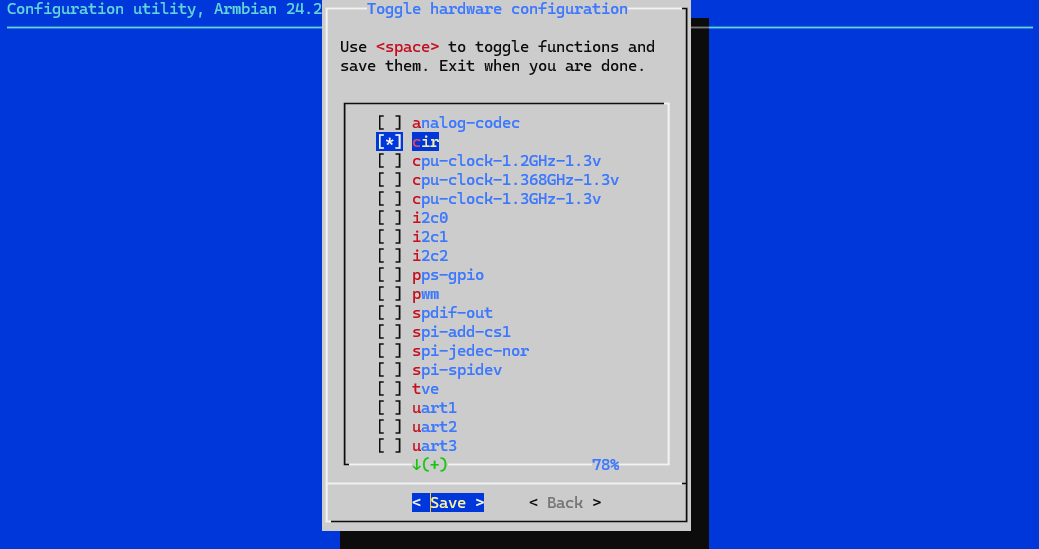 Configuration utility, Armbian 24.2
Toggle hardware configuration
Use <space> to toggle functions and
save them. Exit when you are done.
[ ] analog-codec
[*] cir
[ ] cpu-clock-1.2GHz-1.3v
[ ] cpu-clock-1.368GHz-1.3v
[ ] cpu-clock-1.3GHz-1.3v
[ ] i2c0
[ ] i2c1
[ ] i2c2
[ ] pps-gpio
[ ] pwm
[ ] spdif-out
[ ] spi-add-cs1
[ ] spi-jedec-nor
[ ] spi-spidev
[ ] tve
[ ] uart1
[ ] uart2
[ ] uart3
↓(+) 78%
< Save > < Back >